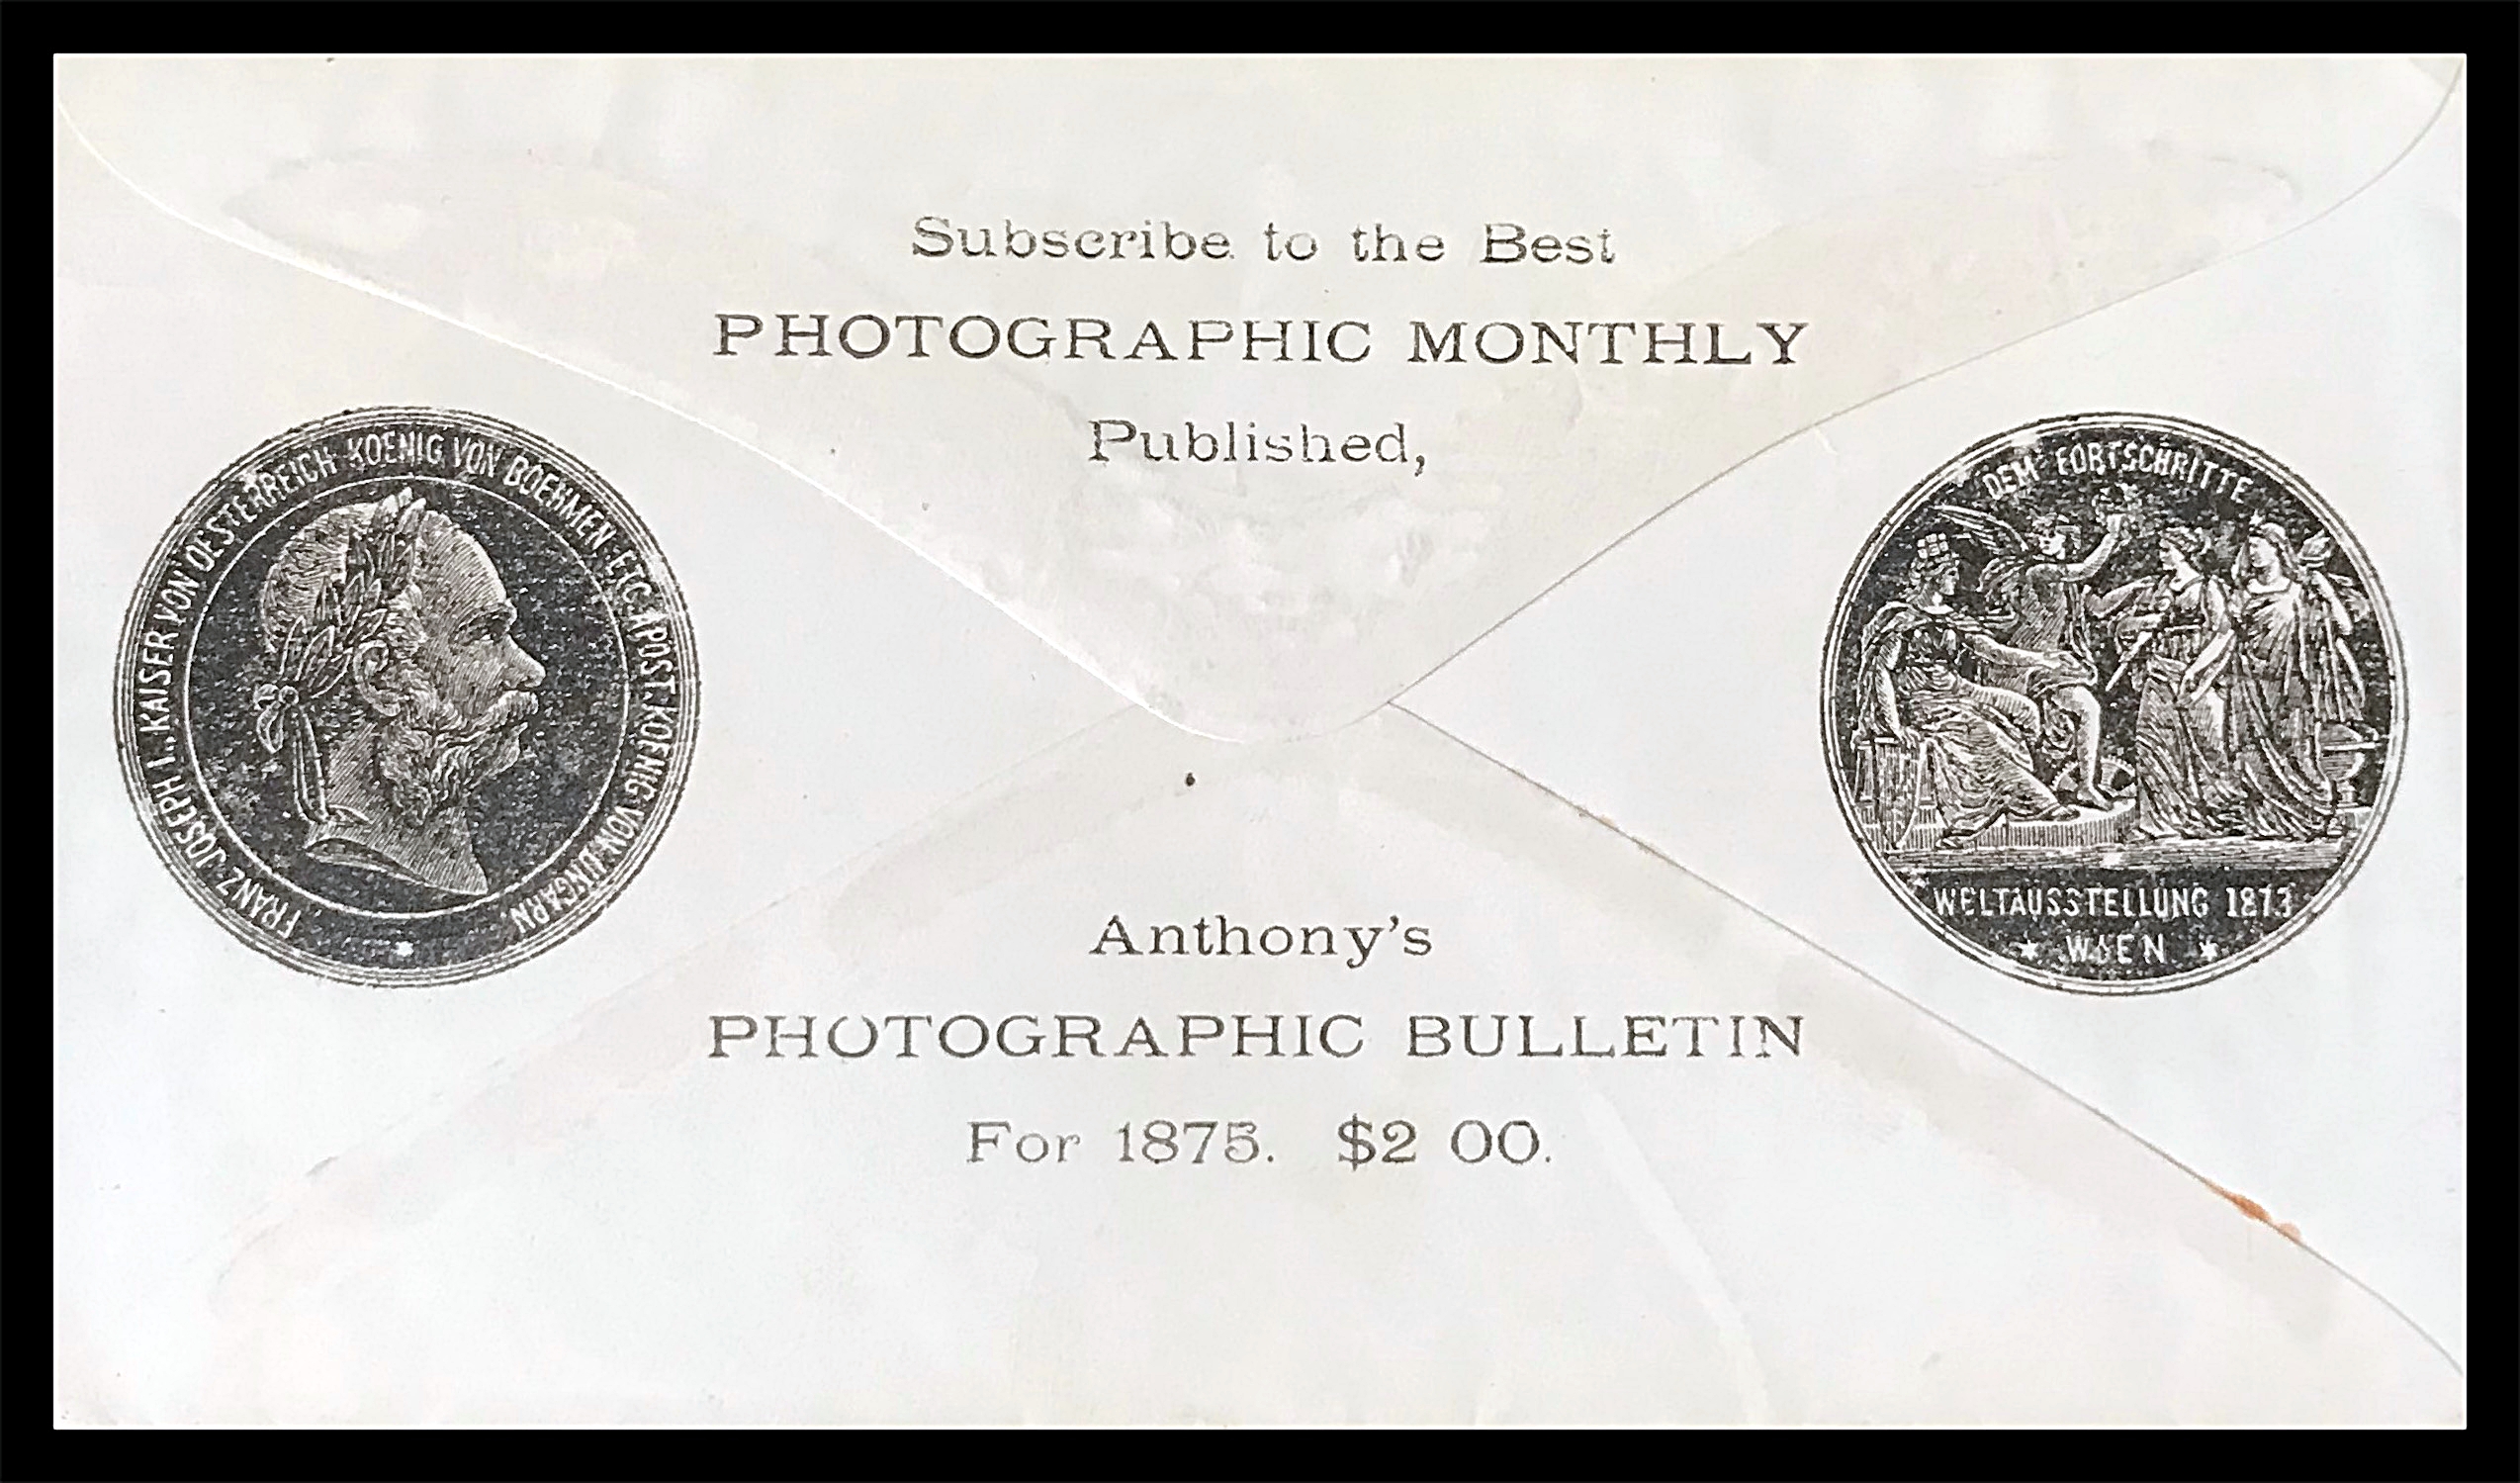 Subscribe to the Best
PHOTOGRAPHIC MONTHLY
Published,
FRANZ JOSEPH I., KAISER VON OESTERREICH KOENIG VON BOEHMEN ETC. APOST. KOENIG VON UNGARN.
DEM FORTSCHRITTE
WELTAUSSTELLUNG 1873
★ WIEN ★
Anthony's
PHOTOGRAPHIC BULLETIN
For 1875. $2 00.